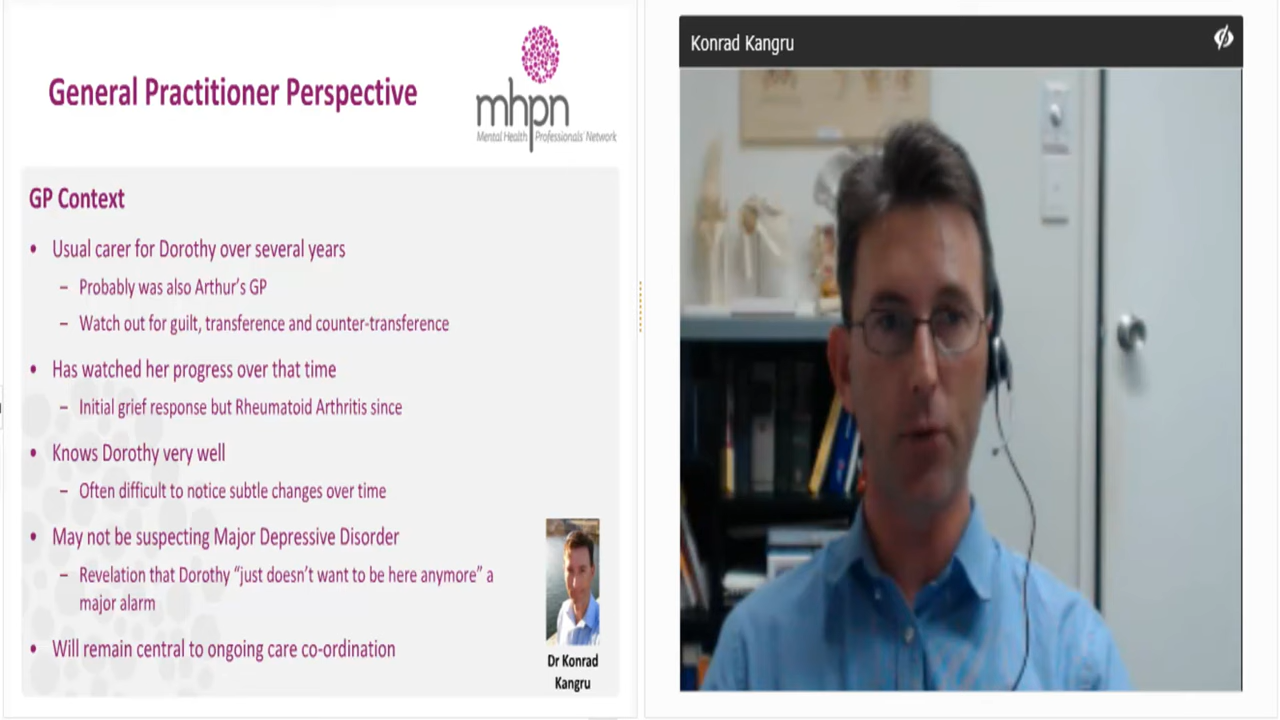 General Practitioner Perspective
mhpn
Mental Health Professionals' Network
GP Context
• Usual carer for Dorothy over several years
– Probably was also Arthur's GP
– Watch out for guilt, transference and counter-transference
• Has watched her progress over that time
– Initial grief response but Rheumatoid Arthritis since
• Knows Dorothy very well
– Often difficult to notice subtle changes over time
• May not be suspecting Major Depressive Disorder
– Revelation that Dorothy “just doesn't want to be here anymore” a
major alarm
• Will remain central to ongoing care co-ordination
Dr Konrad
Kangru
Konrad Kangru